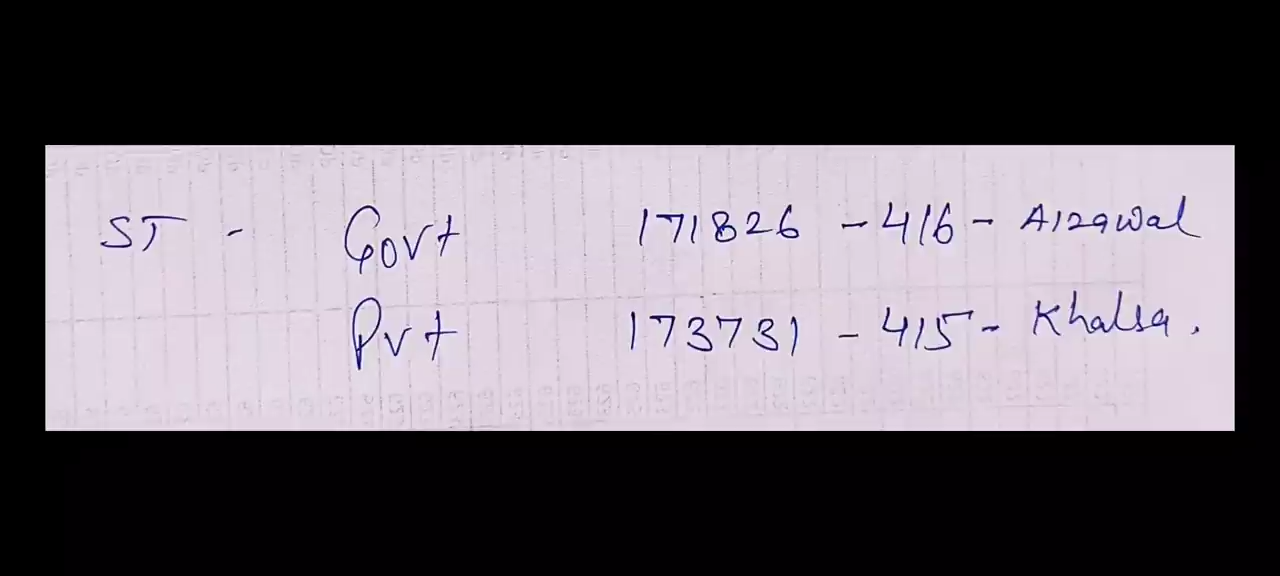 ST - Govt 171826 - 416 - Aizawal
Pvt 173731 - 415 - Khalsa.